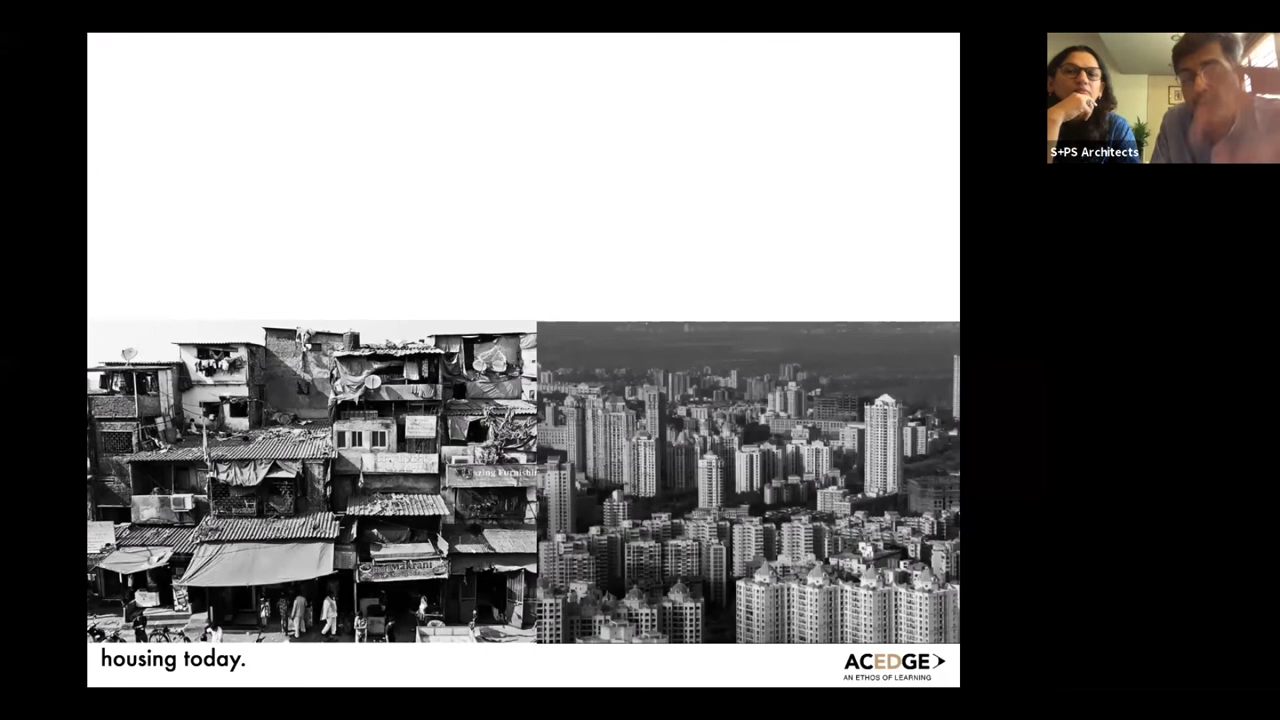 S+PS Architects
housing today.
ACEDGE
AN ETHOS OF LEARNING